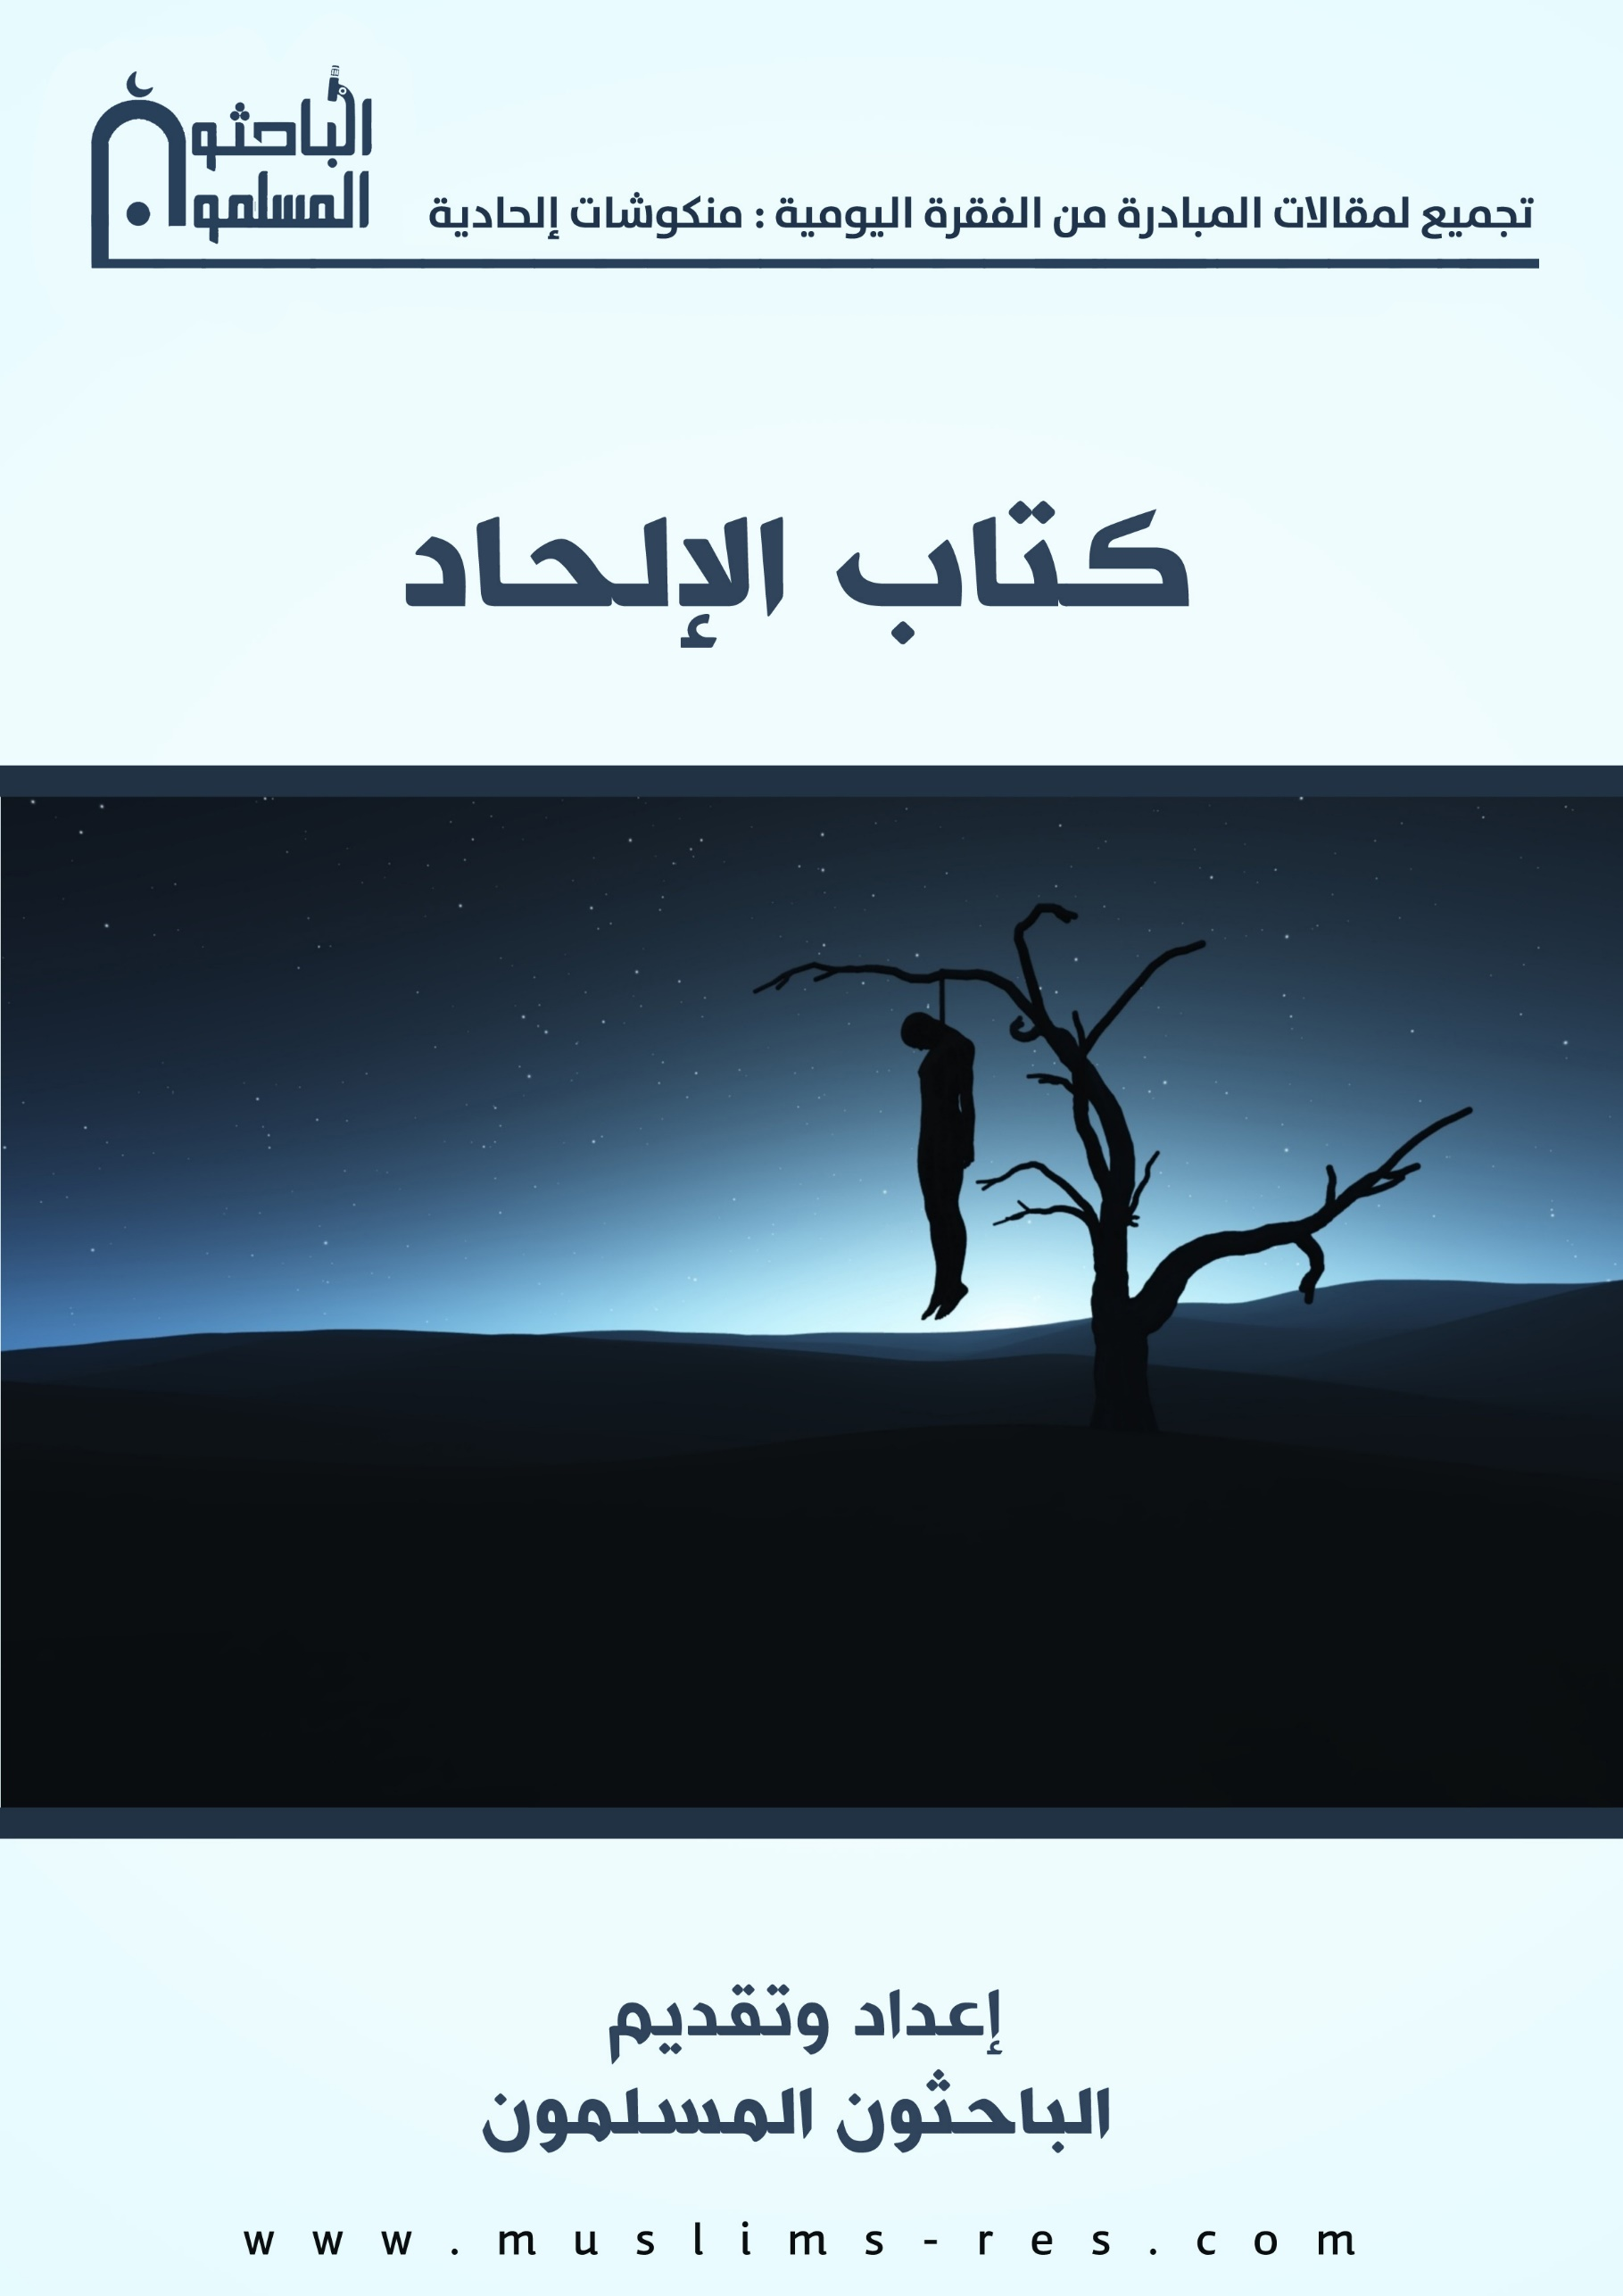 الباحثون
المسلمون
تجميع لمقالات المبادرة من الفقرة اليومية : منكوشات إلحادية
كتاب الإلحاد
إعداد وتقديم
الباحثون المسلمون
www.muslims-res.com